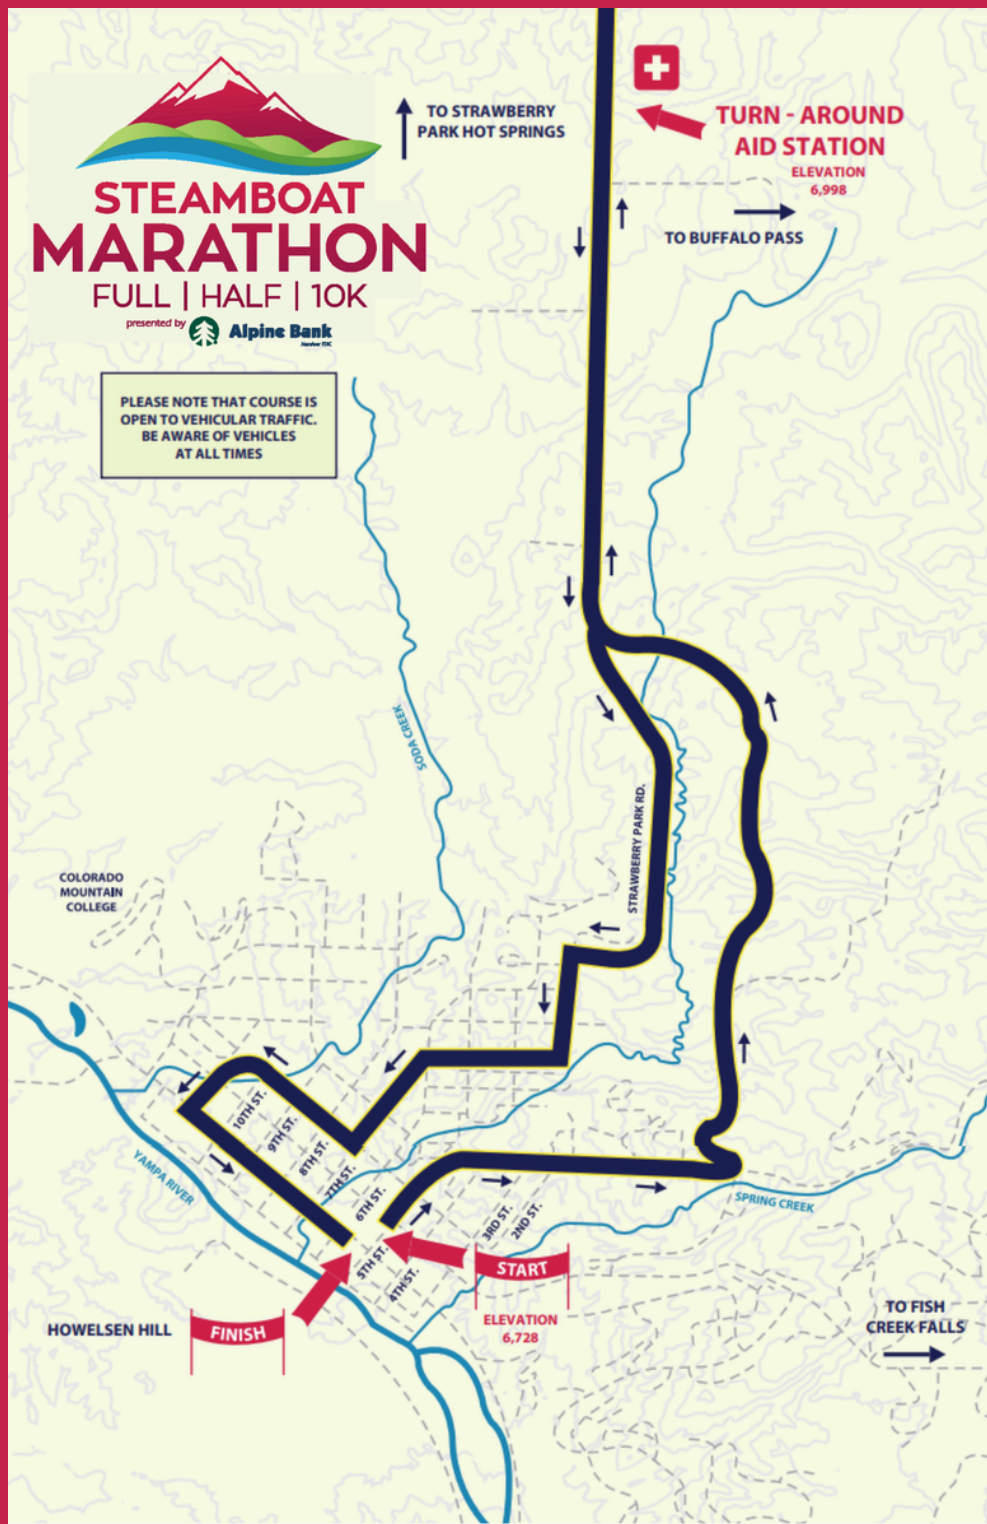 TO STRAWBERRY
PARK HOT SPRINGS
TURN - AROUND
AID STATION
ELEVATION
6,998
TO BUFFALO PASS
STEAMBOAT
MARATHON
FULL | HALF | 10K
presented by Alpine Bank
Member FDIC
PLEASE NOTE THAT COURSE IS
OPEN TO VEHICULAR TRAFFIC.
BE AWARE OF VEHICLES
AT ALL TIMES
SODA CREEK
STRAWBERRY PARK RD.
COLORADO
MOUNTAIN
COLLEGE
10TH ST.
9TH ST.
8TH ST.
7TH ST.
6TH ST.
5TH ST.
4TH ST.
3RD ST.
2ND ST.
YAMPA RIVER
SPRING CREEK
START
ELEVATION
6,728
HOWELSEN HILL
FINISH
TO FISH
CREEK FALLS